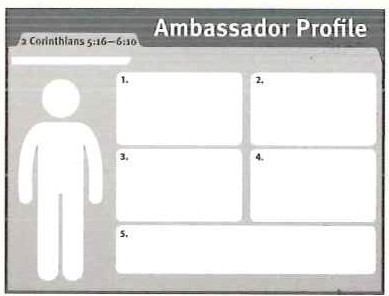 Ambassador Profile
2 Corinthians 5:16–6:10
1.
2.
3.
4.
5.